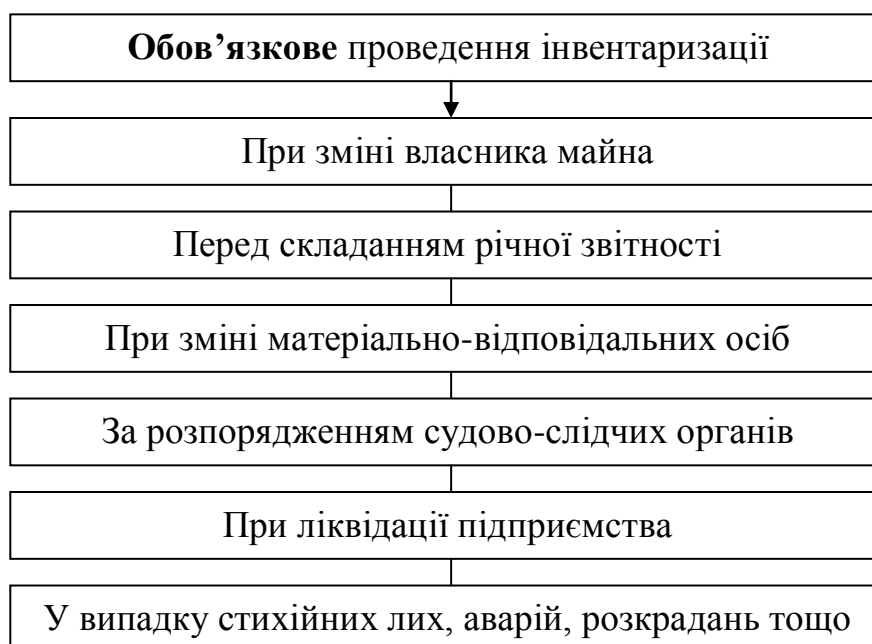 Обов’язкове проведення інвентаризації
При зміні власника майна
Перед складанням річної звітності
При зміні матеріально-відповідальних осіб
За розпорядженням судово-слідчих органів
При ліквідації підприємства
У випадку стихійних лих, аварій, розкрадань тощо